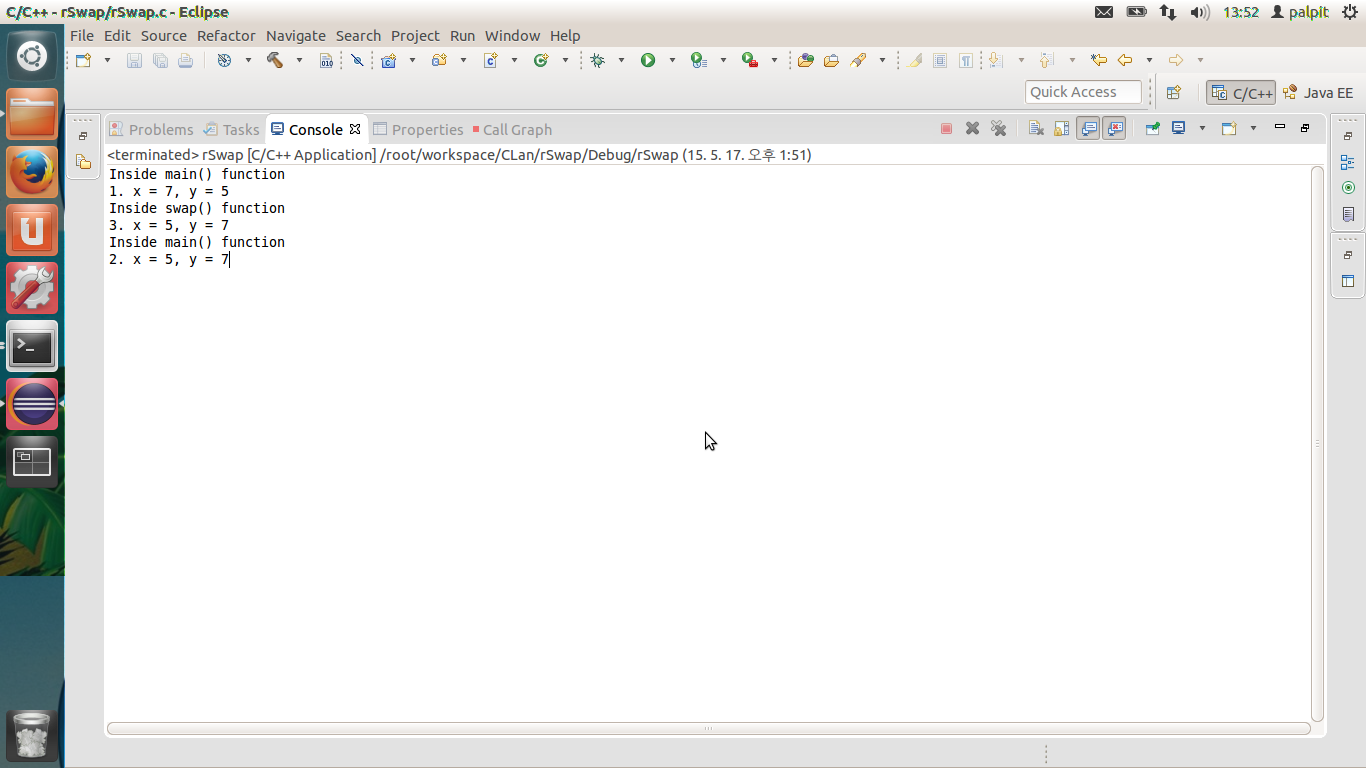 C/C++ - rSwap/rSwap.c - Eclipse
13:52 palpit
File Edit Source Refactor Navigate Search Project Run Window Help
010
Quick Access
C/C++ Java EE
Problems Tasks Console Properties Call Graph
<terminated> rSwap [C/C++ Application] /root/workspace/CLan/rSwap/Debug/rSwap (15. 5. 17. 오후 1:51)
Inside main() function
1. x = 7, y = 5
Inside swap() function
3. x = 5, y = 7
Inside main() function
2. x = 5, y = 7